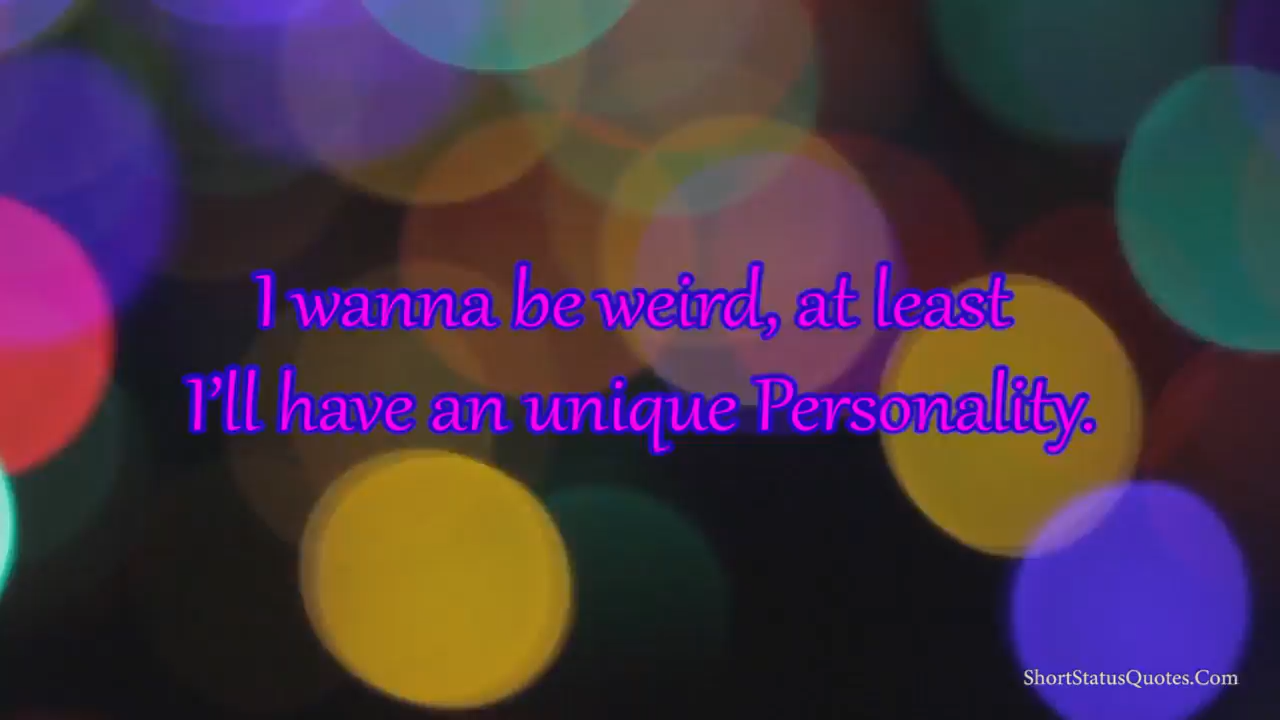 I wanna be weird, at least
I'll have an unique Personality.
ShortStatusQuotes.Com